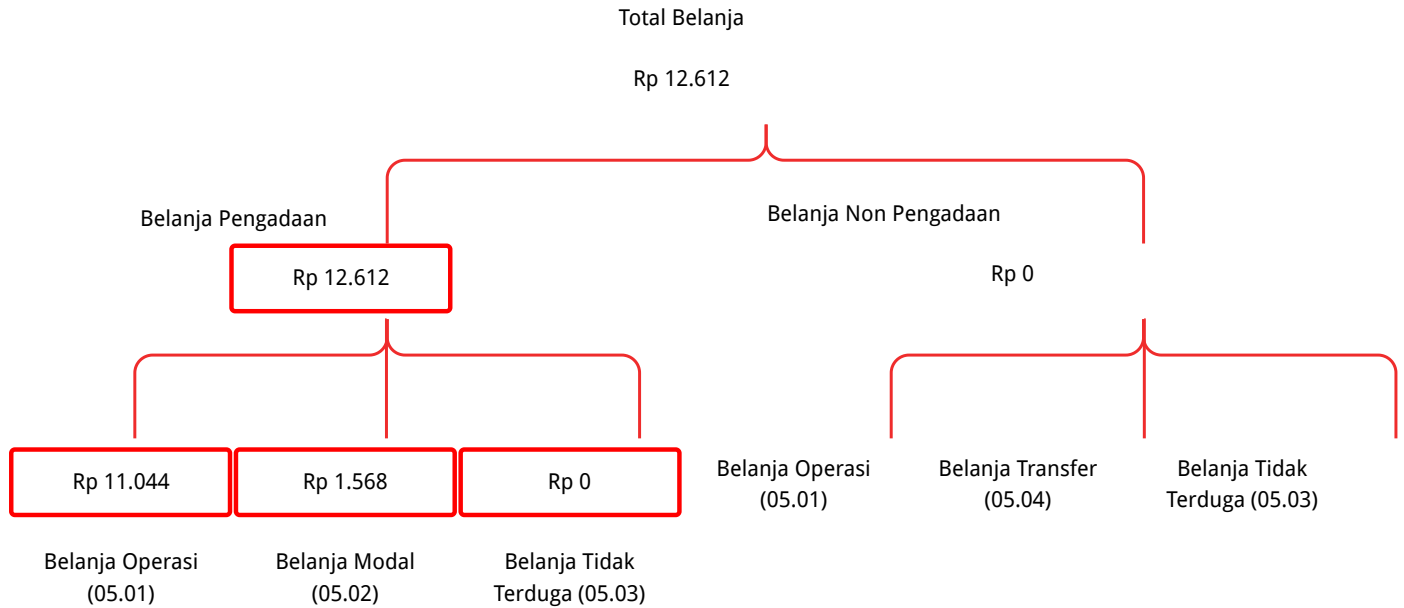 Total Belanja
Rp 12.612
Belanja Pengadaan
Belanja Non Pengadaan
Rp 12.612
Rp 0
Rp 11.044
Rp 1.568
Rp 0
Belanja Operasi
(05.01)
Belanja Transfer
(05.04)
Belanja Tidak
Terduga (05.03)
Belanja Operasi
(05.01)
Belanja Modal
(05.02)
Belanja Tidak
Terduga (05.03)